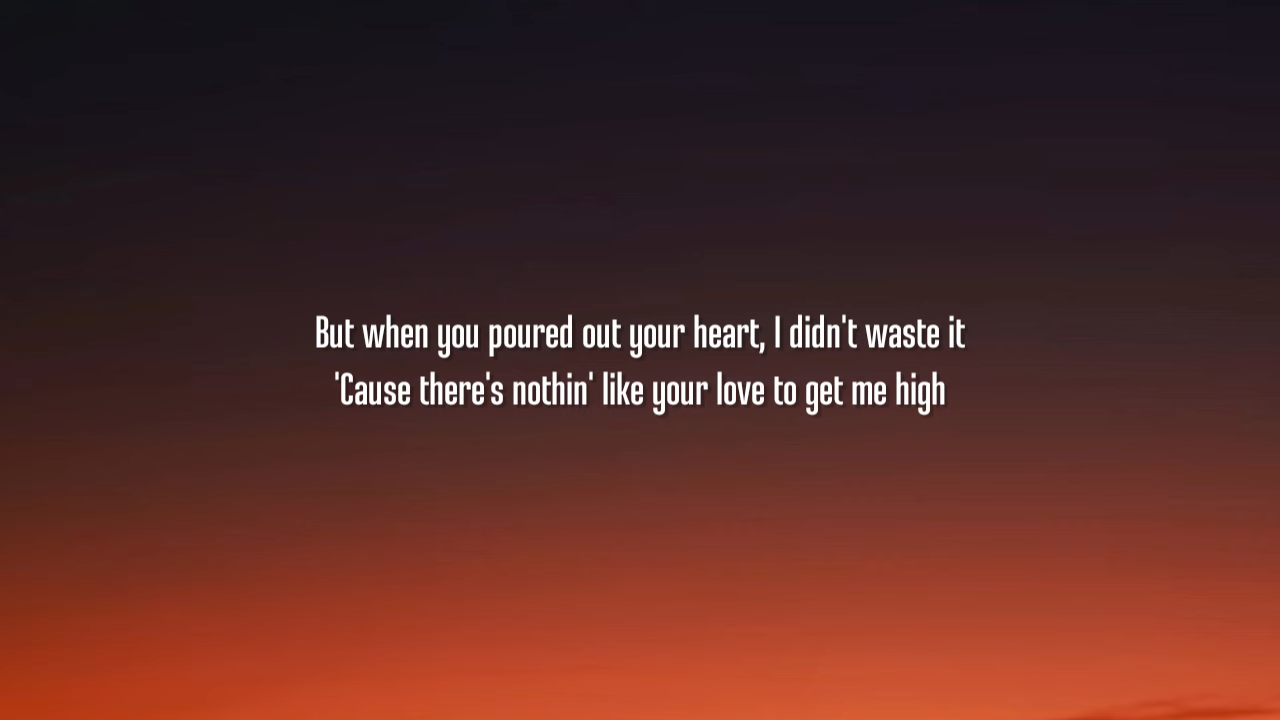 But when you poured out your heart, I didn't waste it
'Cause there's nothin' like your love to get me high